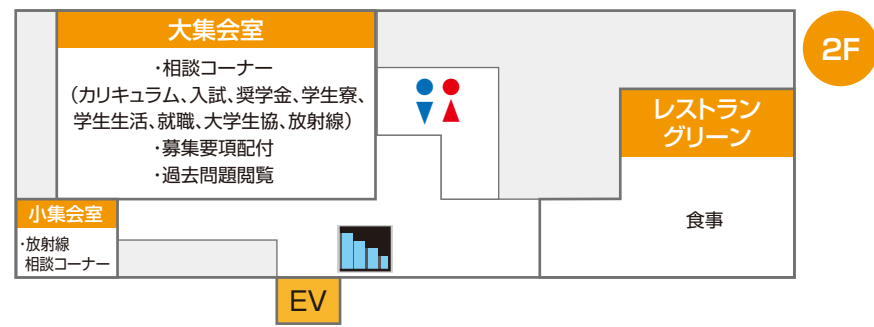 2F
大集会室
・相談コーナー
（カリキュラム、入試、奨学金、学生寮、
学生生活、就職、大学生協、放射線）
・募集要項配付
・過去問題閲覧
レストラン
グリーン
食事
小集会室
・放射線
相談コーナー
EV